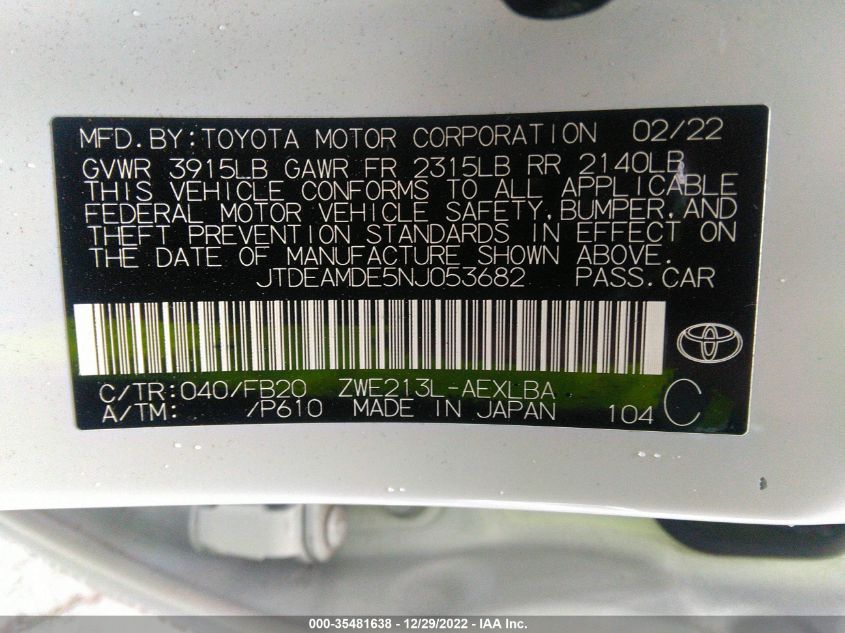 MFD.BY:TOYOTA MOTOR CORPORATION 02/22
GVWR 3915LB GAWR FR 2315LB RR 2140LB
THIS VEHICLE CONFORMS TO ALL APPLICABLE
FEDERAL MOTOR VEHICLE SAFETY,BUMPER,AND
THEFT PREVENTION STANDARDS IN EFFECT ON
THE DATE OF MANUFACTURE SHOWN ABOVE.
JTDEAMDE5NJ053682 PASS.CAR
C/TR:040/FB20 ZWE213L-AEXLBA
A/TM: /P610 MADE IN JAPAN 104 C
000-35481638 - 12/29/2022 - IAA Inc.